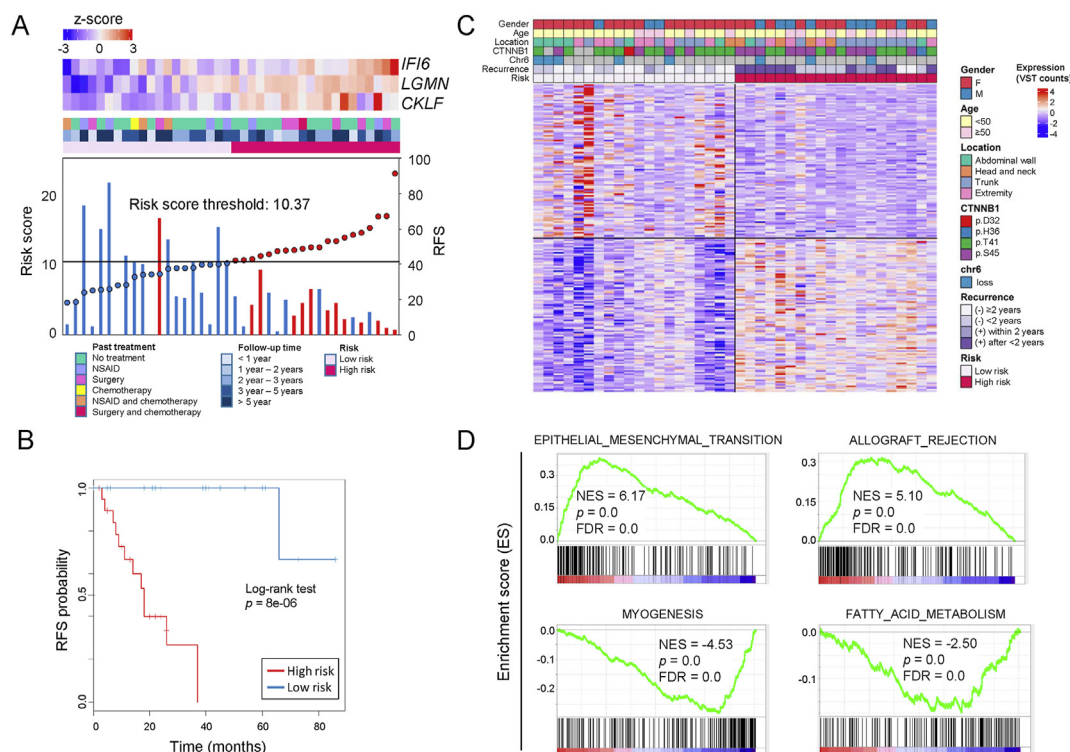 A
z-score
-3 0 3
IFI6
LGMN
CKLF
Risk score threshold: 10.37
Risk score
20
10
0
RFS
100
80
60
40
20
0
Past treatment
No treatment
NSAID
Surgery
Chemotherapy
NSAID and chemotherapy
Surgery and chemotherapy
Follow-up time
< 1 year
1 year – 2 years
2 year – 3 years
3 year – 5 years
> 5 year
Risk
Low risk
High risk
B
RFS probability
1.0
0.5
0.0
Log-rank test
p = 8e-06
High risk
Low risk
0 20 40 60 80
Time (months)
C
Gender
Age
Location
CTNNB1
Chr6
Recurrence
Risk
Gender
F
M
Age
<50
≥50
Location
Abdominal wall
Head and neck
Trunk
Extremity
CTNNB1
p.D32
p.H36
p.T41
p.S45
chr6
loss
Recurrence
(-) ≥2 years
(-) <2 years
(+) within 2 years
(+) after <2 years
Risk
Low risk
High risk
Expression
(VST counts)
4
2
0
-2
-4
D
Enrichment score (ES)
EPITHELIAL_MESENCHYMAL_TRANSITION
0.3
0.15
0.0
NES = 6.17
p = 0.0
FDR = 0.0
ALLOGRAFT_REJECTION
0.3
0.15
0.0
NES = 5.10
p = 0.0
FDR = 0.0
MYOGENESIS
0.0
-0.1
-0.2
NES = -4.53
p = 0.0
FDR = 0.0
FATTY_ACID_METABOLISM
0.0
-0.1
NES = -2.50
p = 0.0
FDR = 0.0